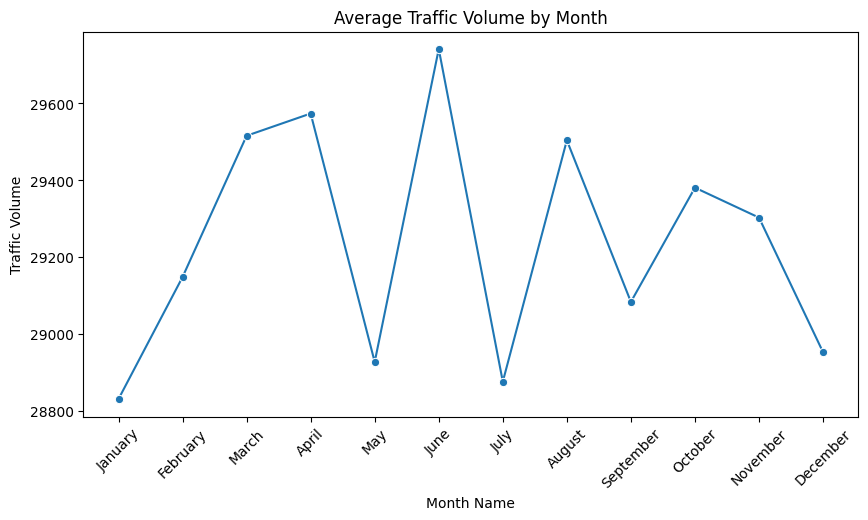 Average Traffic Volume by Month
Traffic Volume
29600
29400
29200
29000
28800
January
February
March
April
May
June
July
August
September
October
November
December
Month Name